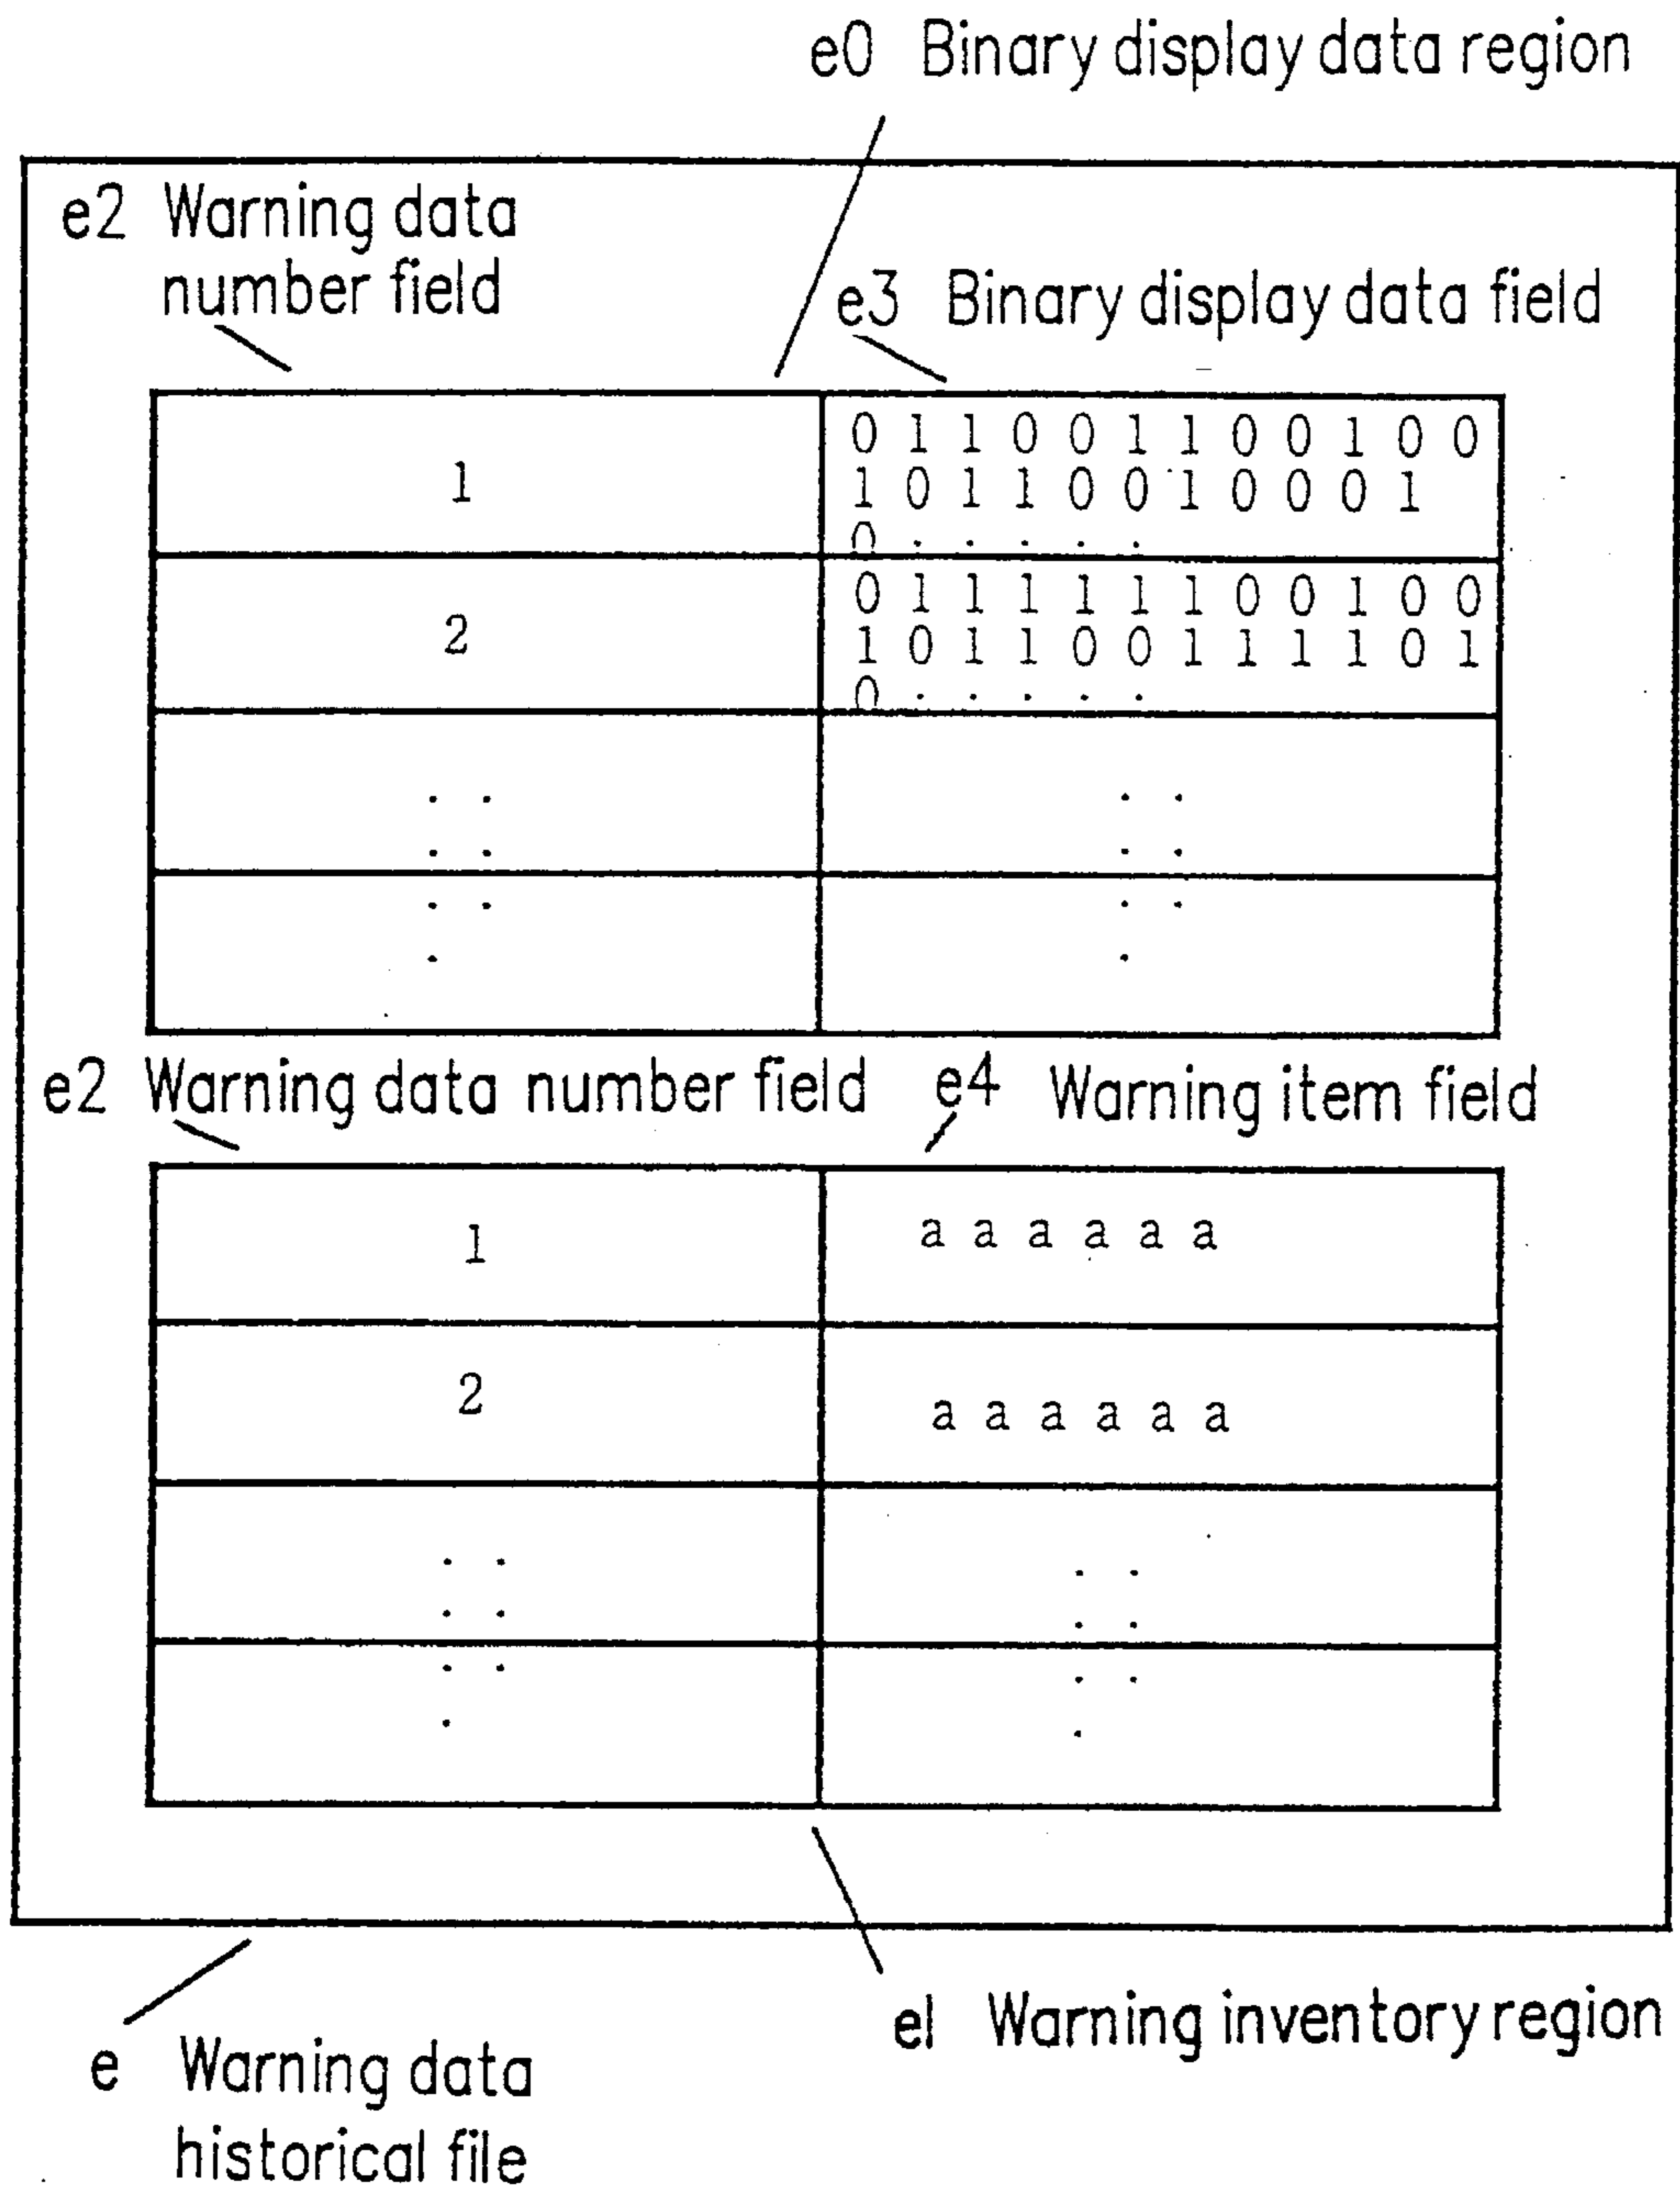 e0 Binary display data region
e2 Warning data
number field
e3 Binary display data field
1
0 1 1 0 0 1 1 0 0 1 0 0
1 0 1 1 0 0 1 0 0 0 1
0 . . . . .
2
0 1 1 1 1 1 1 0 0 1 0 0
1 0 1 1 0 0 1 1 1 1 0 1
0 . . . . .
. . . .
. . . .
. . . .
. .
e2 Warning data number field
e4 Warning item field
1
a a a a a a
2
a a a a a a
. . . .
. . . .
. . . .
. .
e1 Warning inventory region
e Warning data
historical file